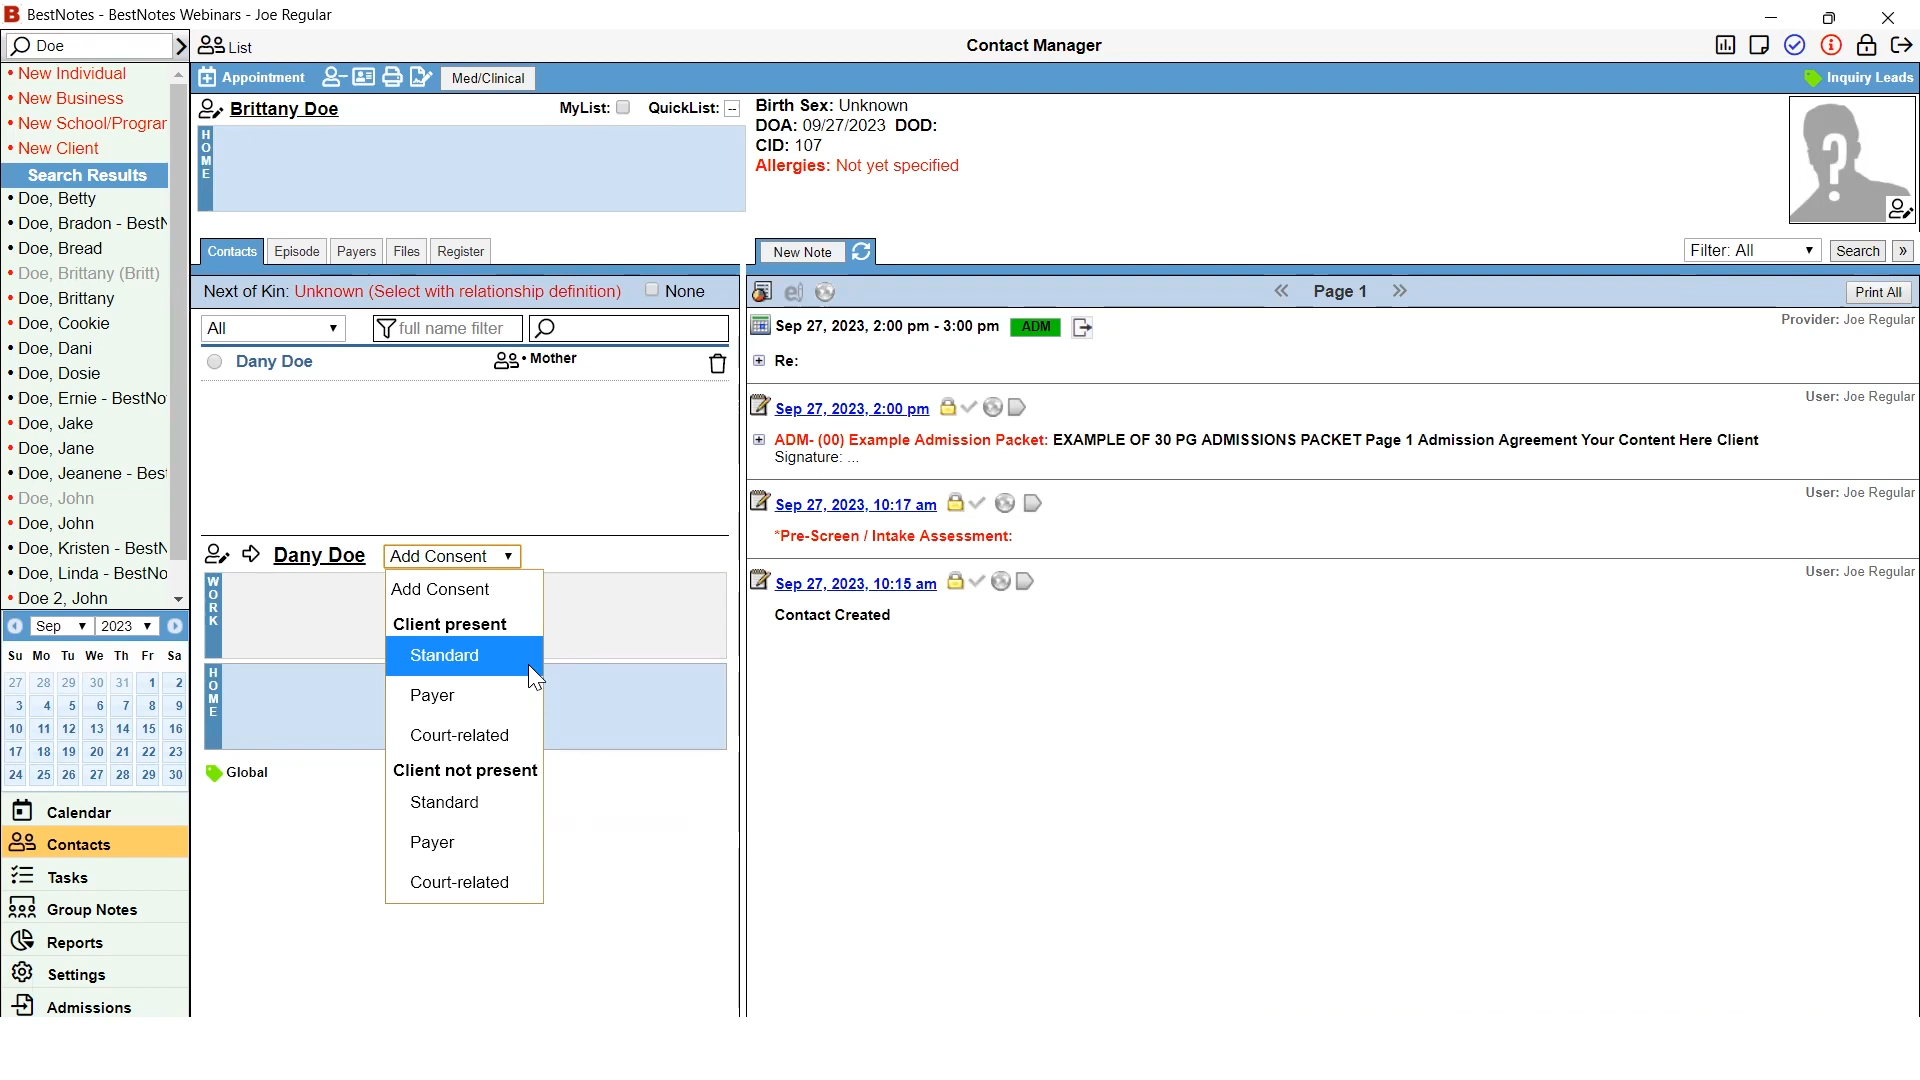 BestNotes - BestNotes Webinars - Joe Regular
Doe
List
Contact Manager
New Individual
New Business
New School/Prograr
New Client
Search Results
Doe, Betty
Doe, Bradon - BestN
Doe, Bread
Doe, Brittany (Britt)
Doe, Brittany
Doe, Cookie
Doe, Dani
Doe, Dosie
Doe, Ernie - BestNo
Doe, Jake
Doe, Jane
Doe, Jeanene - Best
Doe, John
Doe, John
Doe, Kristen - BestN
Doe, Linda - BestNo
Doe 2, John
Sep 2023
Su Mo Tu We Th Fr Sa
27 28 29 30 31 1 2
3 4 5 6 7 8 9
10 11 12 13 14 15 16
17 18 19 20 21 22 23
24 25 26 27 28 29 30
Calendar
Contacts
Tasks
Group Notes
Reports
Settings
Admissions
Appointment
Med/Clinical
Inquiry Leads
Brittany Doe
MyList: QuickList: --
HOME
Birth Sex: Unknown
DOA: 09/27/2023 DOD:
CID: 107
Allergies: Not yet specified
Contacts Episode Payers Files Register
Next of Kin: Unknown (Select with relationship definition) None
All full name filter
Dany Doe • Mother
Dany Doe Add Consent
WORK
HOME
Global
Add Consent
Client present
Standard
Payer
Court-related
Client not present
Standard
Payer
Court-related
New Note
Filter: All Search »
Page 1
Print All
Sep 27, 2023, 2:00 pm - 3:00 pm ADM
Provider: Joe Regular
Re:
Sep 27, 2023, 2:00 pm
User: Joe Regular
ADM- (00) Example Admission Packet: EXAMPLE OF 30 PG ADMISSIONS PACKET Page 1 Admission Agreement Your Content Here Client
Signature: ...
Sep 27, 2023, 10:17 am
User: Joe Regular
*Pre-Screen / Intake Assessment:
Sep 27, 2023, 10:15 am
User: Joe Regular
Contact Created